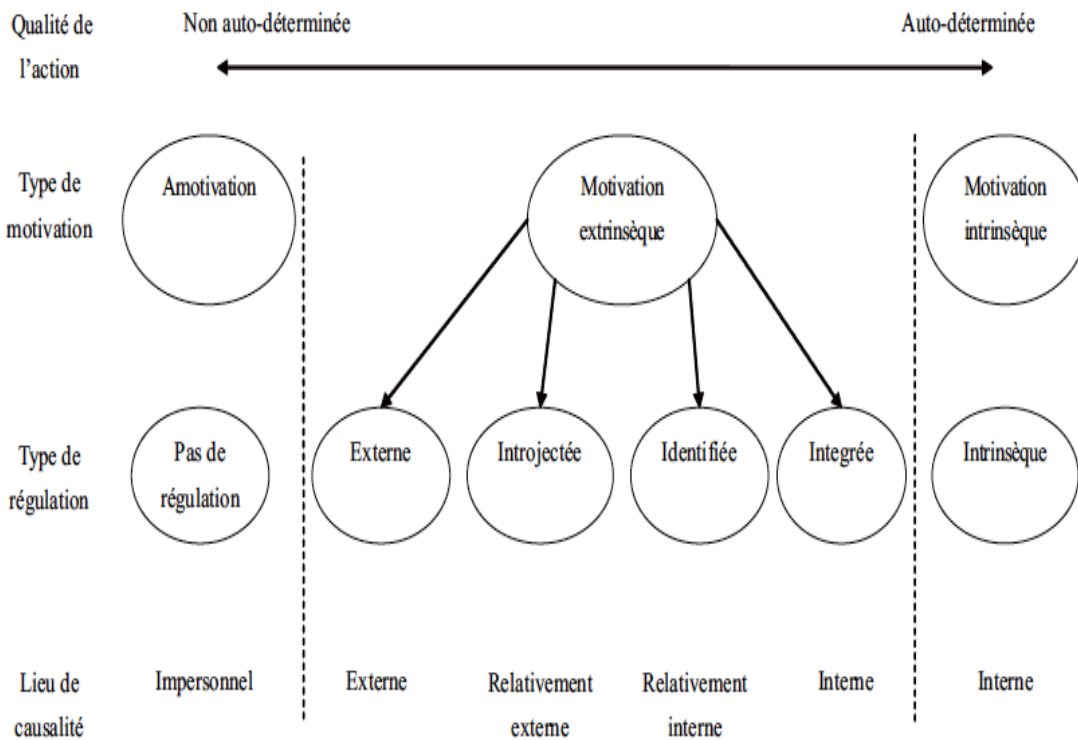 Qualité de
l'action
Non auto-déterminée
Auto-déterminée
Type de
motivation
Amotivation
Motivation
extrinsèque
Motivation
intrinsèque
Type de
régulation
Pas de
régulation
Externe
Introjectée
Identifiée
Integrée
Intrinsèque
Lieu de
causalité
Impersonnel
Externe
Relativement
externe
Relativement
interne
Interne
Interne